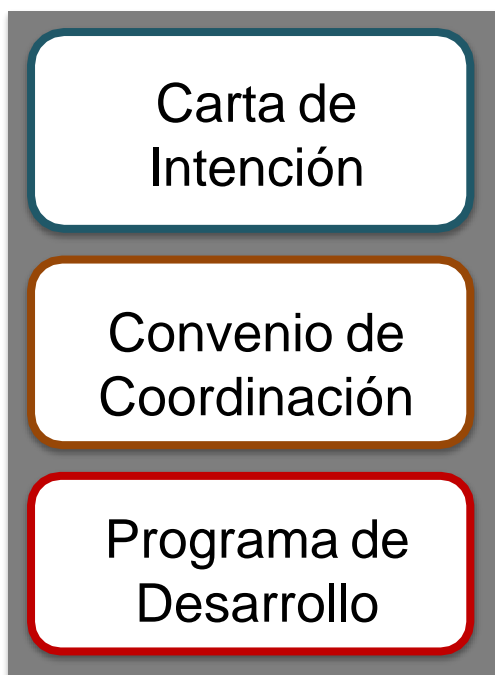 Carta de
Intención
Convenio de
Coordinación
Programa de
Desarrollo